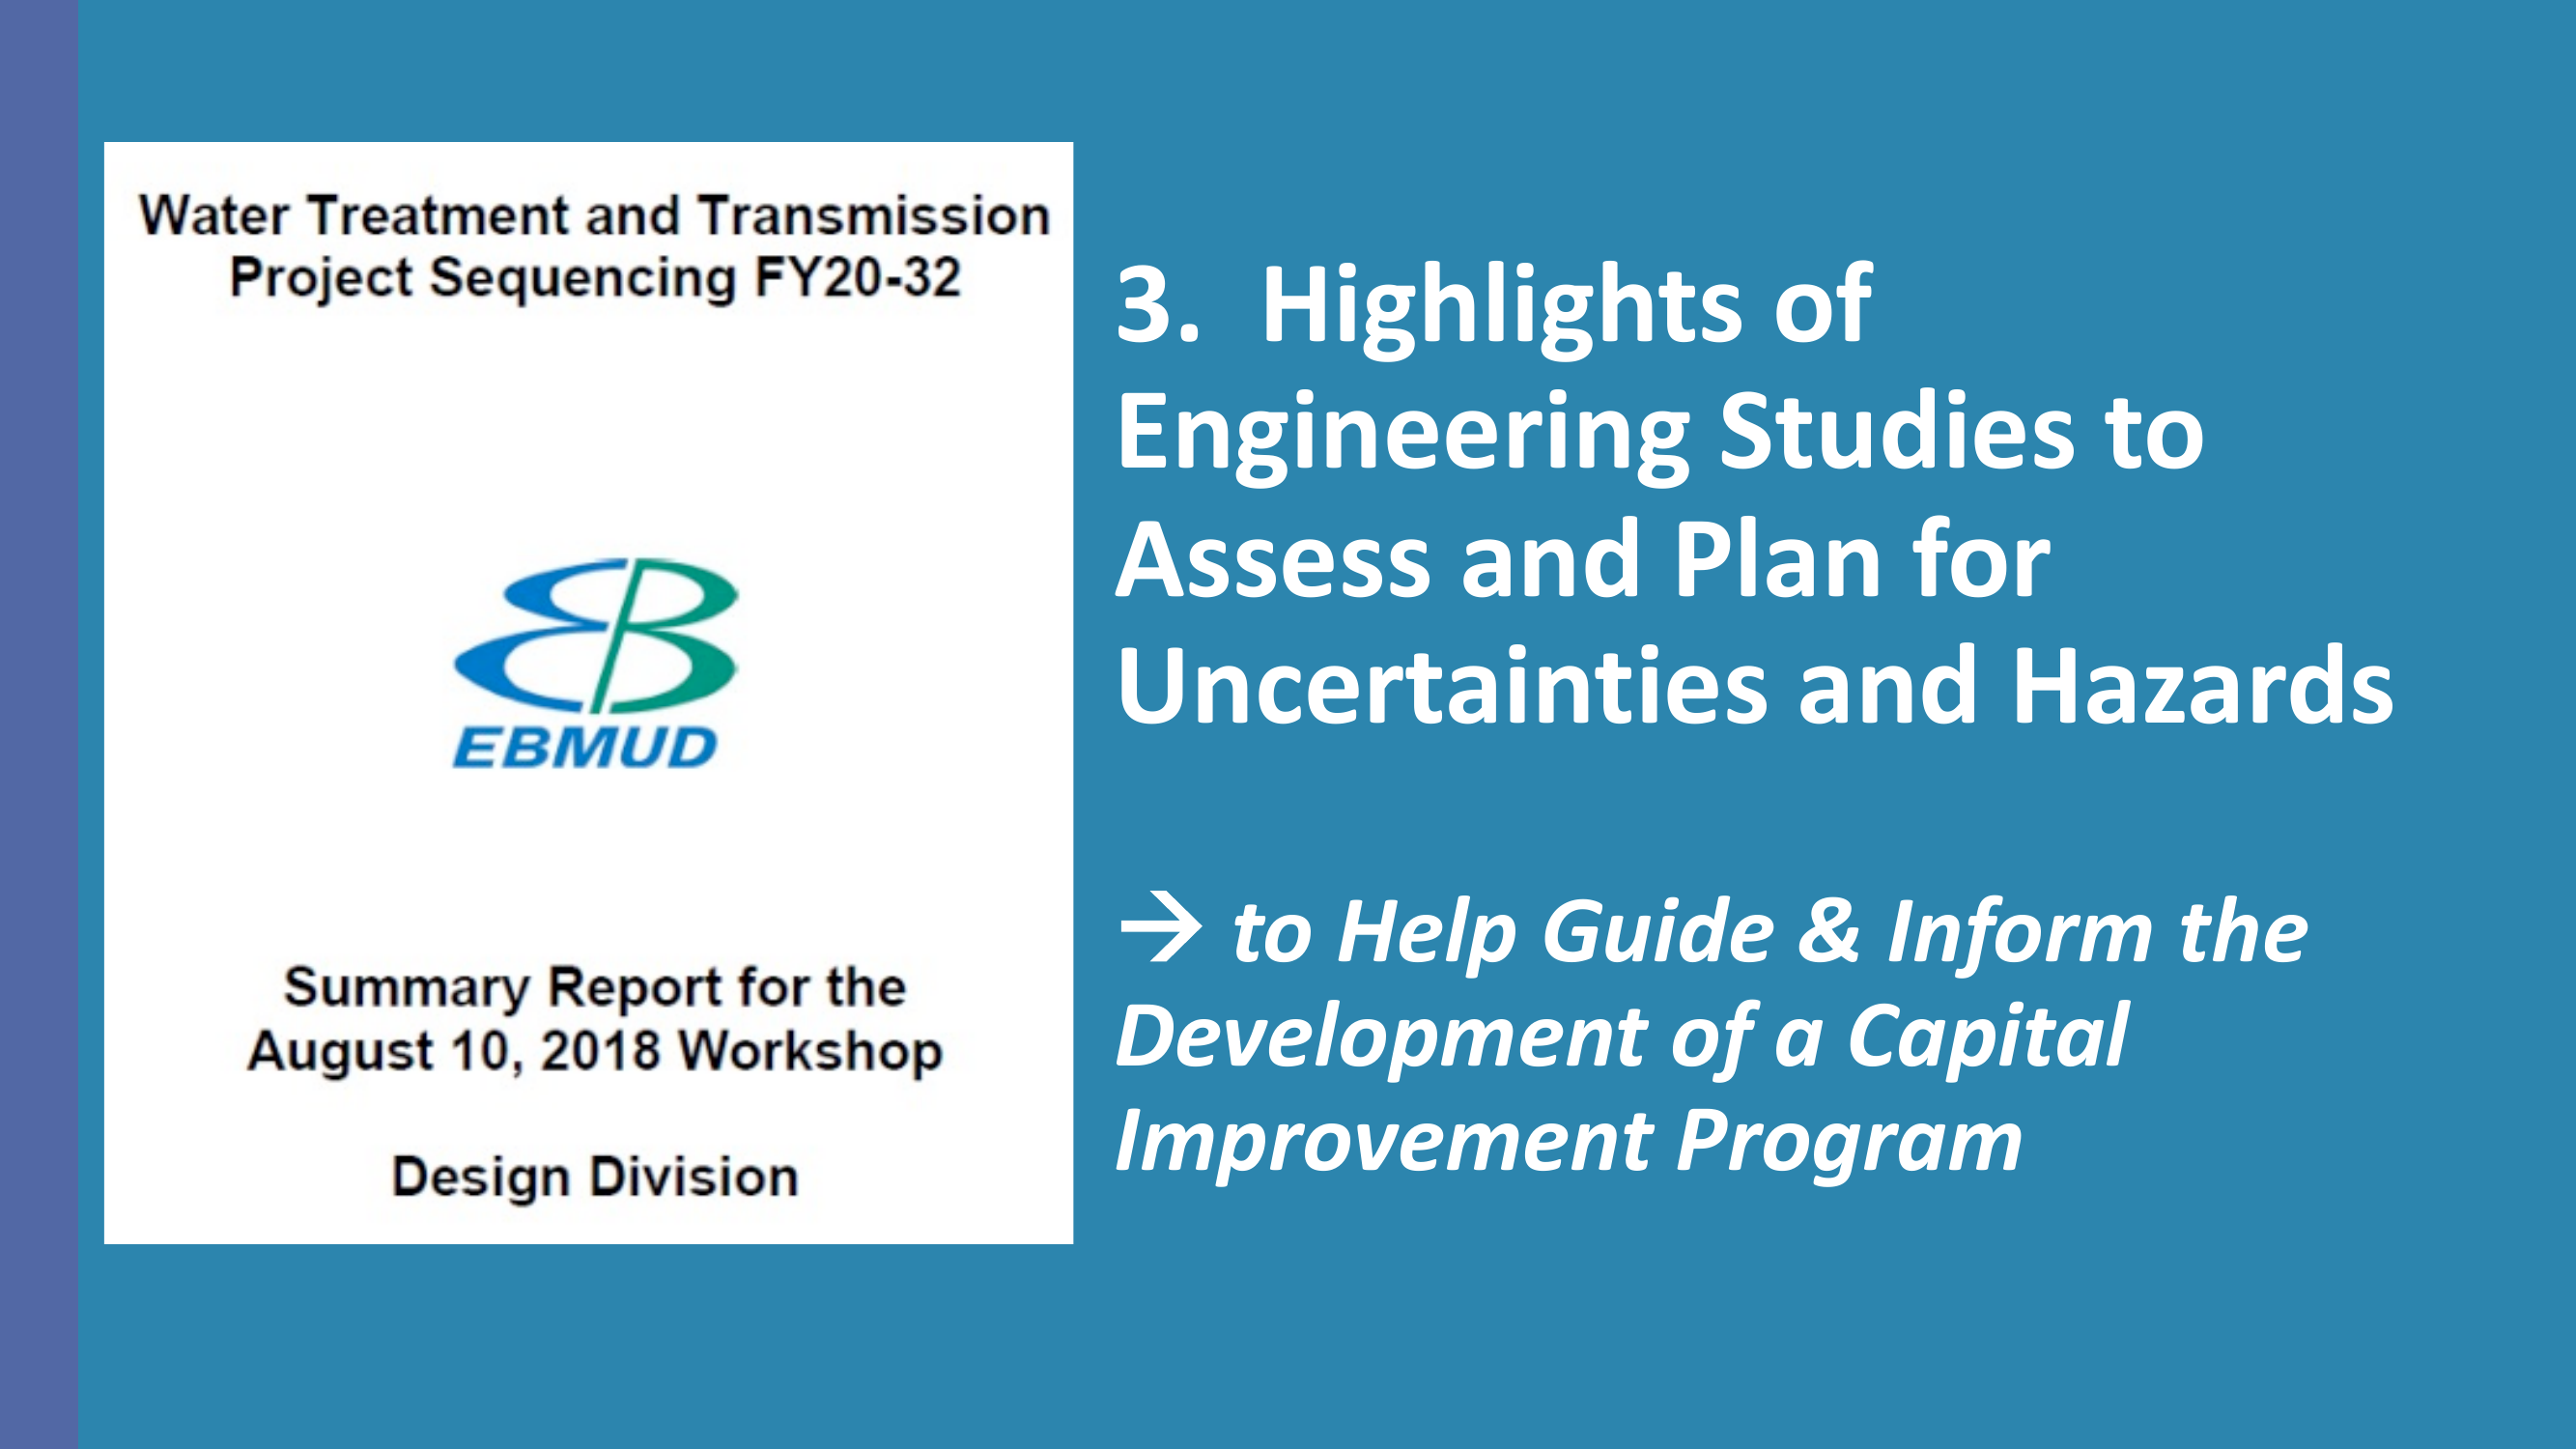 Water Treatment and Transmission
Project Sequencing FY20-32
EBMUD
Summary Report for the
August 10, 2018 Workshop
Design Division
3. Highlights of
Engineering Studies to
Assess and Plan for
Uncertainties and Hazards
→ to Help Guide & Inform the
Development of a Capital
Improvement Program